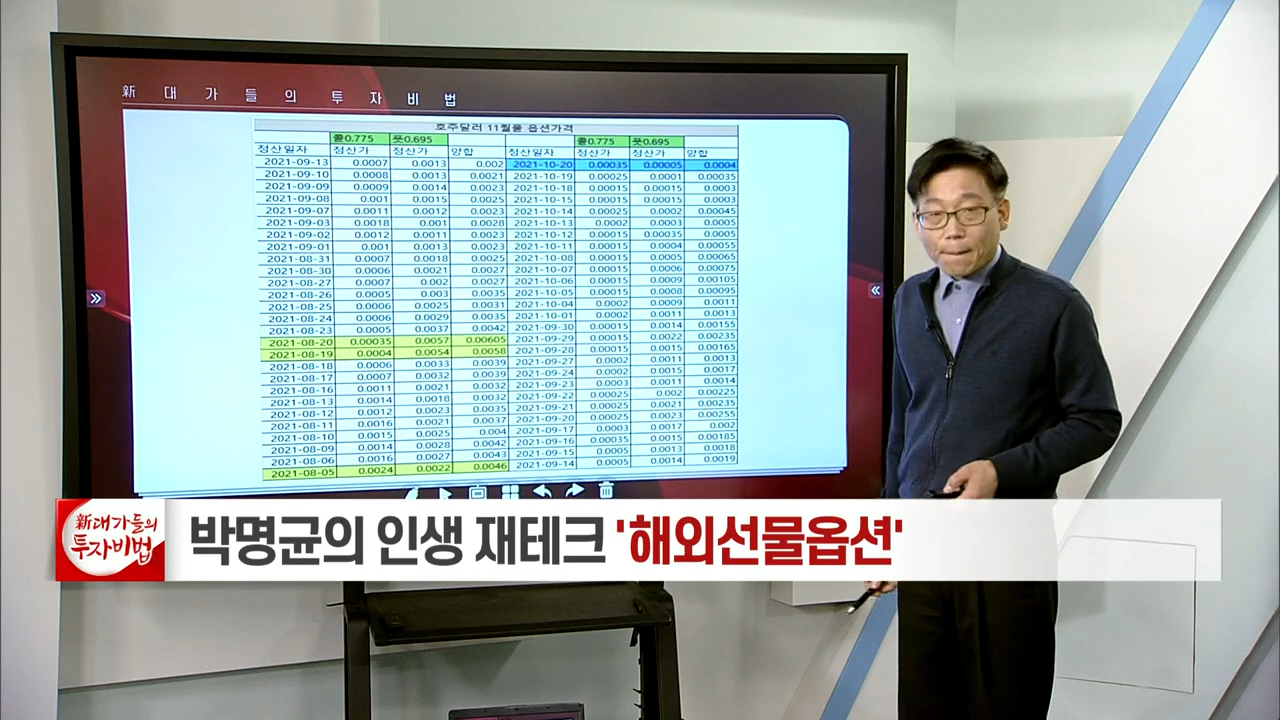 新 대 가 들 의 투 자 비 법
호주달러 11월물 옵션가격
콜0.775 풋0.695 콜0.775 풋0.695
정산일자 정산가 정산가 양합 정산일자 정산가 정산가 양합
2021-09-13 0.0007 0.0013 0.002 2021-10-20 0.00035 0.00005 0.0004
2021-09-10 0.0008 0.0013 0.0021 2021-10-19 0.00025 0.0001 0.00035
2021-09-09 0.0009 0.0014 0.0023 2021-10-18 0.00015 0.00015 0.0003
2021-09-08 0.001 0.0015 0.0025 2021-10-15 0.00015 0.00015 0.0003
2021-09-07 0.0011 0.0012 0.0023 2021-10-14 0.00025 0.0002 0.00045
2021-09-03 0.0018 0.001 0.0028 2021-10-13 0.0002 0.0003 0.0005
2021-09-02 0.0012 0.0011 0.0023 2021-10-12 0.00015 0.00035 0.0005
2021-09-01 0.001 0.0013 0.0023 2021-10-11 0.00015 0.0004 0.00055
2021-08-31 0.0007 0.0018 0.0025 2021-10-08 0.00015 0.0005 0.00065
2021-08-30 0.0006 0.0021 0.0027 2021-10-07 0.00015 0.0006 0.00075
2021-08-27 0.0007 0.002 0.0027 2021-10-06 0.00015 0.0009 0.00105
2021-08-26 0.0005 0.003 0.0035 2021-10-05 0.00015 0.0008 0.00095
2021-08-25 0.0006 0.0025 0.0031 2021-10-04 0.0002 0.0009 0.0011
2021-08-24 0.0006 0.0029 0.0035 2021-10-01 0.0002 0.0011 0.0013
2021-08-23 0.0005 0.0037 0.0042 2021-09-30 0.00015 0.0014 0.00155
2021-08-20 0.00035 0.0057 0.00605 2021-09-29 0.00015 0.0022 0.00235
2021-08-19 0.0004 0.0054 0.0058 2021-09-28 0.00015 0.0015 0.00165
2021-08-18 0.0006 0.0033 0.0039 2021-09-27 0.0002 0.0011 0.0013
2021-08-17 0.0007 0.0032 0.0039 2021-09-24 0.0002 0.0015 0.0017
2021-08-16 0.0011 0.0021 0.0032 2021-09-23 0.0003 0.0011 0.0014
2021-08-13 0.0014 0.0018 0.0032 2021-09-22 0.00025 0.002 0.00225
2021-08-12 0.0012 0.0023 0.0035 2021-09-21 0.00025 0.0021 0.00235
2021-08-11 0.0016 0.0021 0.0037 2021-09-20 0.00025 0.0023 0.00255
2021-08-10 0.0015 0.0025 0.004 2021-09-17 0.0003 0.0017 0.002
2021-08-09 0.0014 0.0028 0.0042 2021-09-16 0.00035 0.0015 0.00185
2021-08-06 0.0016 0.0027 0.0043 2021-09-15 0.0005 0.0013 0.0018
2021-08-05 0.0024 0.0022 0.0046 2021-09-14 0.0005 0.0014 0.0019
新대가들의
투자비법
박명균의 인생 재테크 '해외선물옵션'